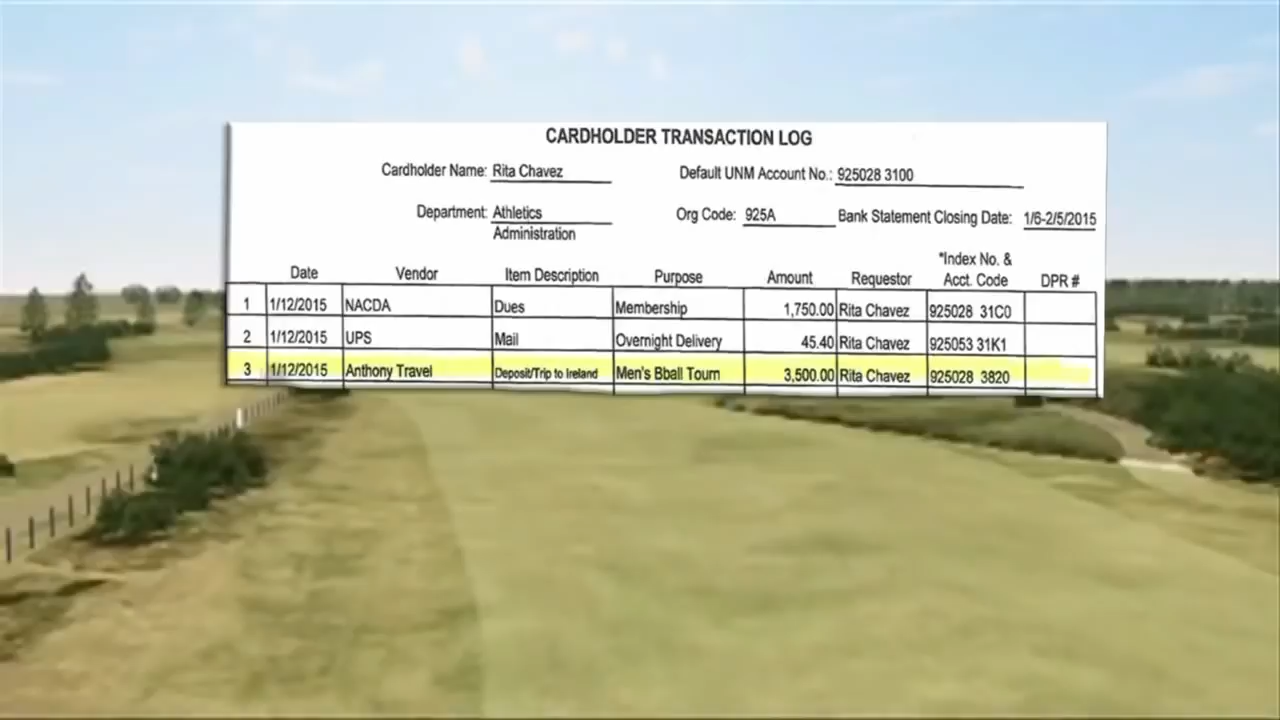 CARDHOLDER TRANSACTION LOG
Cardholder Name: Rita Chavez Default UNM Account No.: 925028 3100
Department: Athletics Org Code: 925A Bank Statement Closing Date: 1/6-2/5/2015
Administration
*Index No. &
Date Vendor Item Description Purpose Amount Requestor Acct. Code DPR #
1 1/12/2015 NACDA Dues Membership 1,750.00 Rita Chavez 925028 31C0
2 1/12/2015 UPS Mail Overnight Delivery 45.40 Rita Chavez 925053 31K1
3 1/12/2015 Anthony Travel Deposit/Trip to Ireland Men's Bball Tourn 3,500.00 Rita Chavez 925028 3820